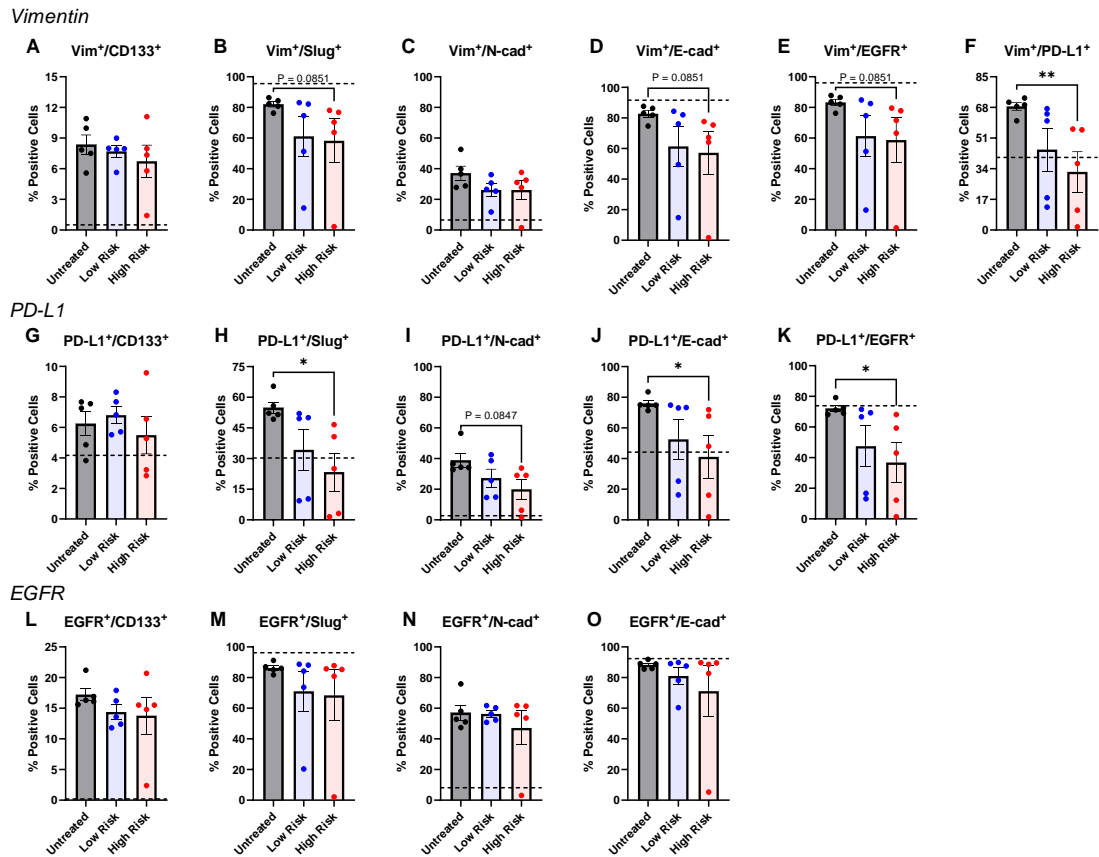 Vimentin
A Vim⁺/CD133⁺
% Positive Cells
15
12
9
6
3
0
Untreated
Low Risk
High Risk
B Vim⁺/Slug⁺
P = 0.0851
% Positive Cells
100
80
60
40
20
0
Untreated
Low Risk
High Risk
C Vim⁺/N-cad⁺
% Positive Cells
100
80
60
40
20
0
Untreated
Low Risk
High Risk
D Vim⁺/E-cad⁺
P = 0.0851
% Positive Cells
100
80
60
40
20
0
Untreated
Low Risk
High Risk
E Vim⁺/EGFR⁺
P = 0.0851
% Positive Cells
100
80
60
40
20
0
Untreated
Low Risk
High Risk
F Vim⁺/PD-L1⁺
**
% Positive Cells
85
68
51
34
17
0
Untreated
Low Risk
High Risk
PD-L1
G PD-L1⁺/CD133⁺
% Positive Cells
10
8
6
4
2
0
Untreated
Low Risk
High Risk
H PD-L1⁺/Slug⁺
*
% Positive Cells
75
60
45
30
15
0
Untreated
Low Risk
High Risk
I PD-L1⁺/N-cad⁺
P = 0.0847
% Positive Cells
100
80
60
40
20
0
Untreated
Low Risk
High Risk
J PD-L1⁺/E-cad⁺
*
% Positive Cells
100
80
60
40
20
0
Untreated
Low Risk
High Risk
K PD-L1⁺/EGFR⁺
*
% Positive Cells
100
80
60
40
20
0
Untreated
Low Risk
High Risk
EGFR
L EGFR⁺/CD133⁺
% Positive Cells
25
20
15
10
5
0
Untreated
Low Risk
High Risk
M EGFR⁺/Slug⁺
% Positive Cells
100
80
60
40
20
0
Untreated
Low Risk
High Risk
N EGFR⁺/N-cad⁺
% Positive Cells
100
80
60
40
20
0
Untreated
Low Risk
High Risk
O EGFR⁺/E-cad⁺
% Positive Cells
100
80
60
40
20
0
Untreated
Low Risk
High Risk